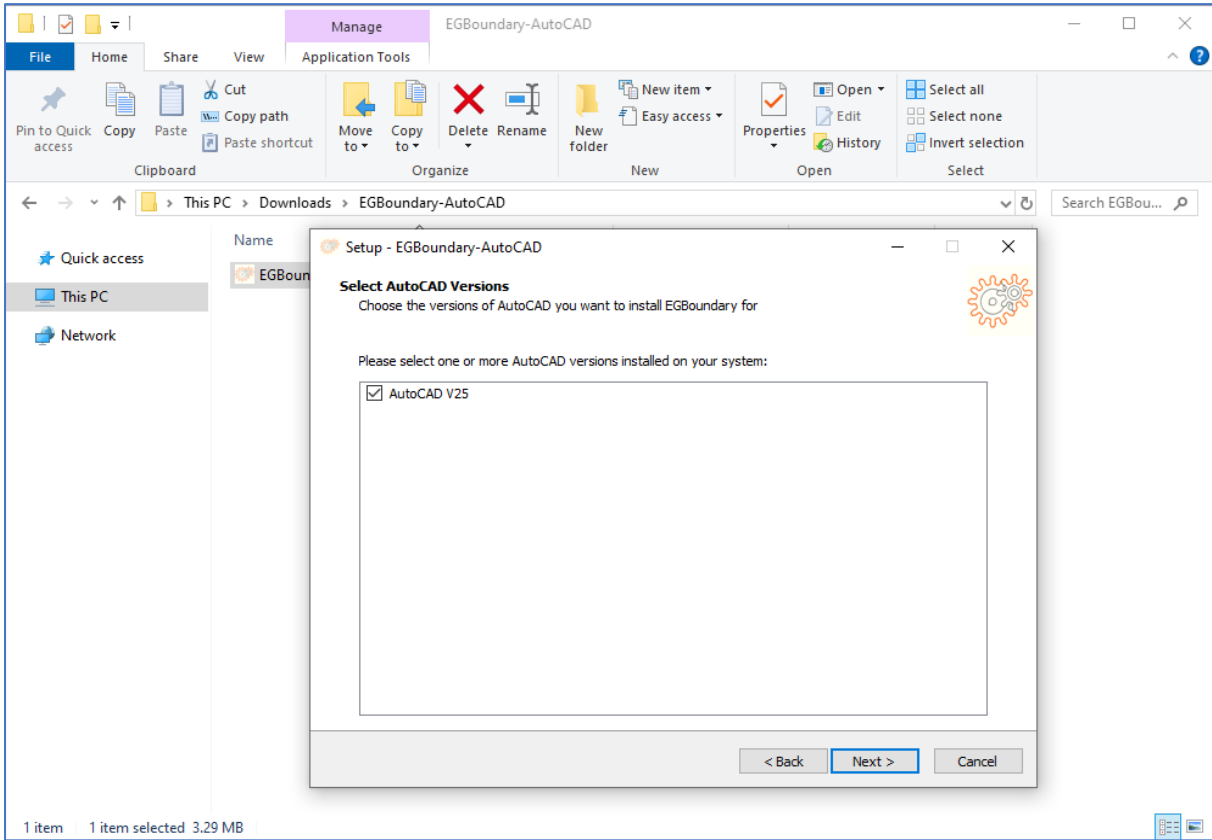 Manage
EGBoundary-AutoCAD
File
Home
Share
View
Application Tools
Pin to Quick access
Copy
Paste
Cut
Copy path
Paste shortcut
Clipboard
Move to
Copy to
Delete
Rename
Organize
New folder
New item
Easy access
New
Properties
Open
Edit
History
Open
Select all
Select none
Invert selection
Select
This PC > Downloads > EGBoundary-AutoCAD
Search EGBou...
Quick access
This PC
Network
Name
EGBoun
Setup - EGBoundary-AutoCAD
Select AutoCAD Versions
Choose the versions of AutoCAD you want to install EGBoundary for
Please select one or more AutoCAD versions installed on your system:
AutoCAD V25
< Back
Next >
Cancel
1 item
1 item selected 3.29 MB